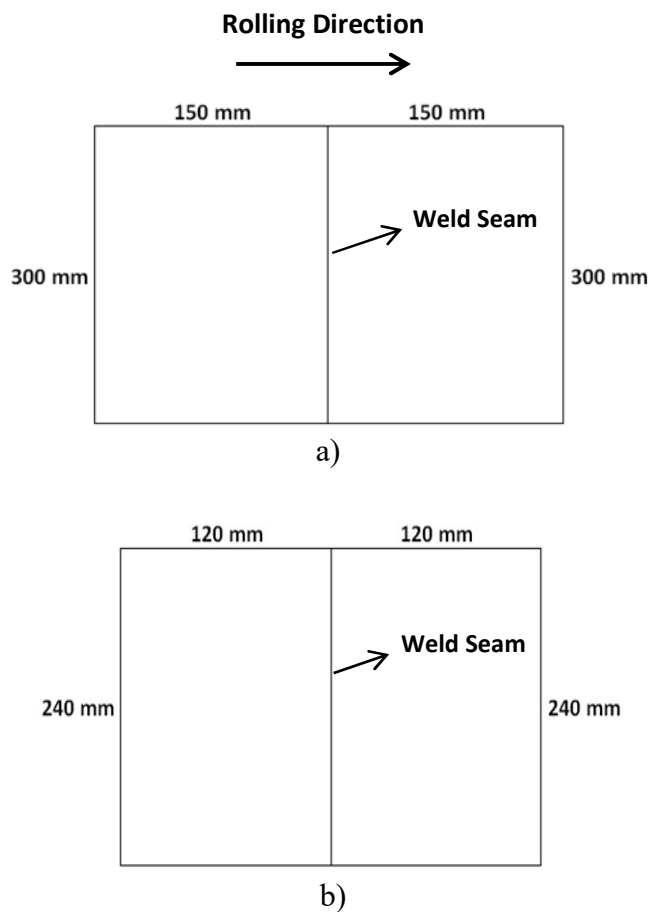 Rolling Direction
150 mm 150 mm
Weld Seam
300 mm 300 mm
a)
120 mm 120 mm
Weld Seam
240 mm 240 mm
b)